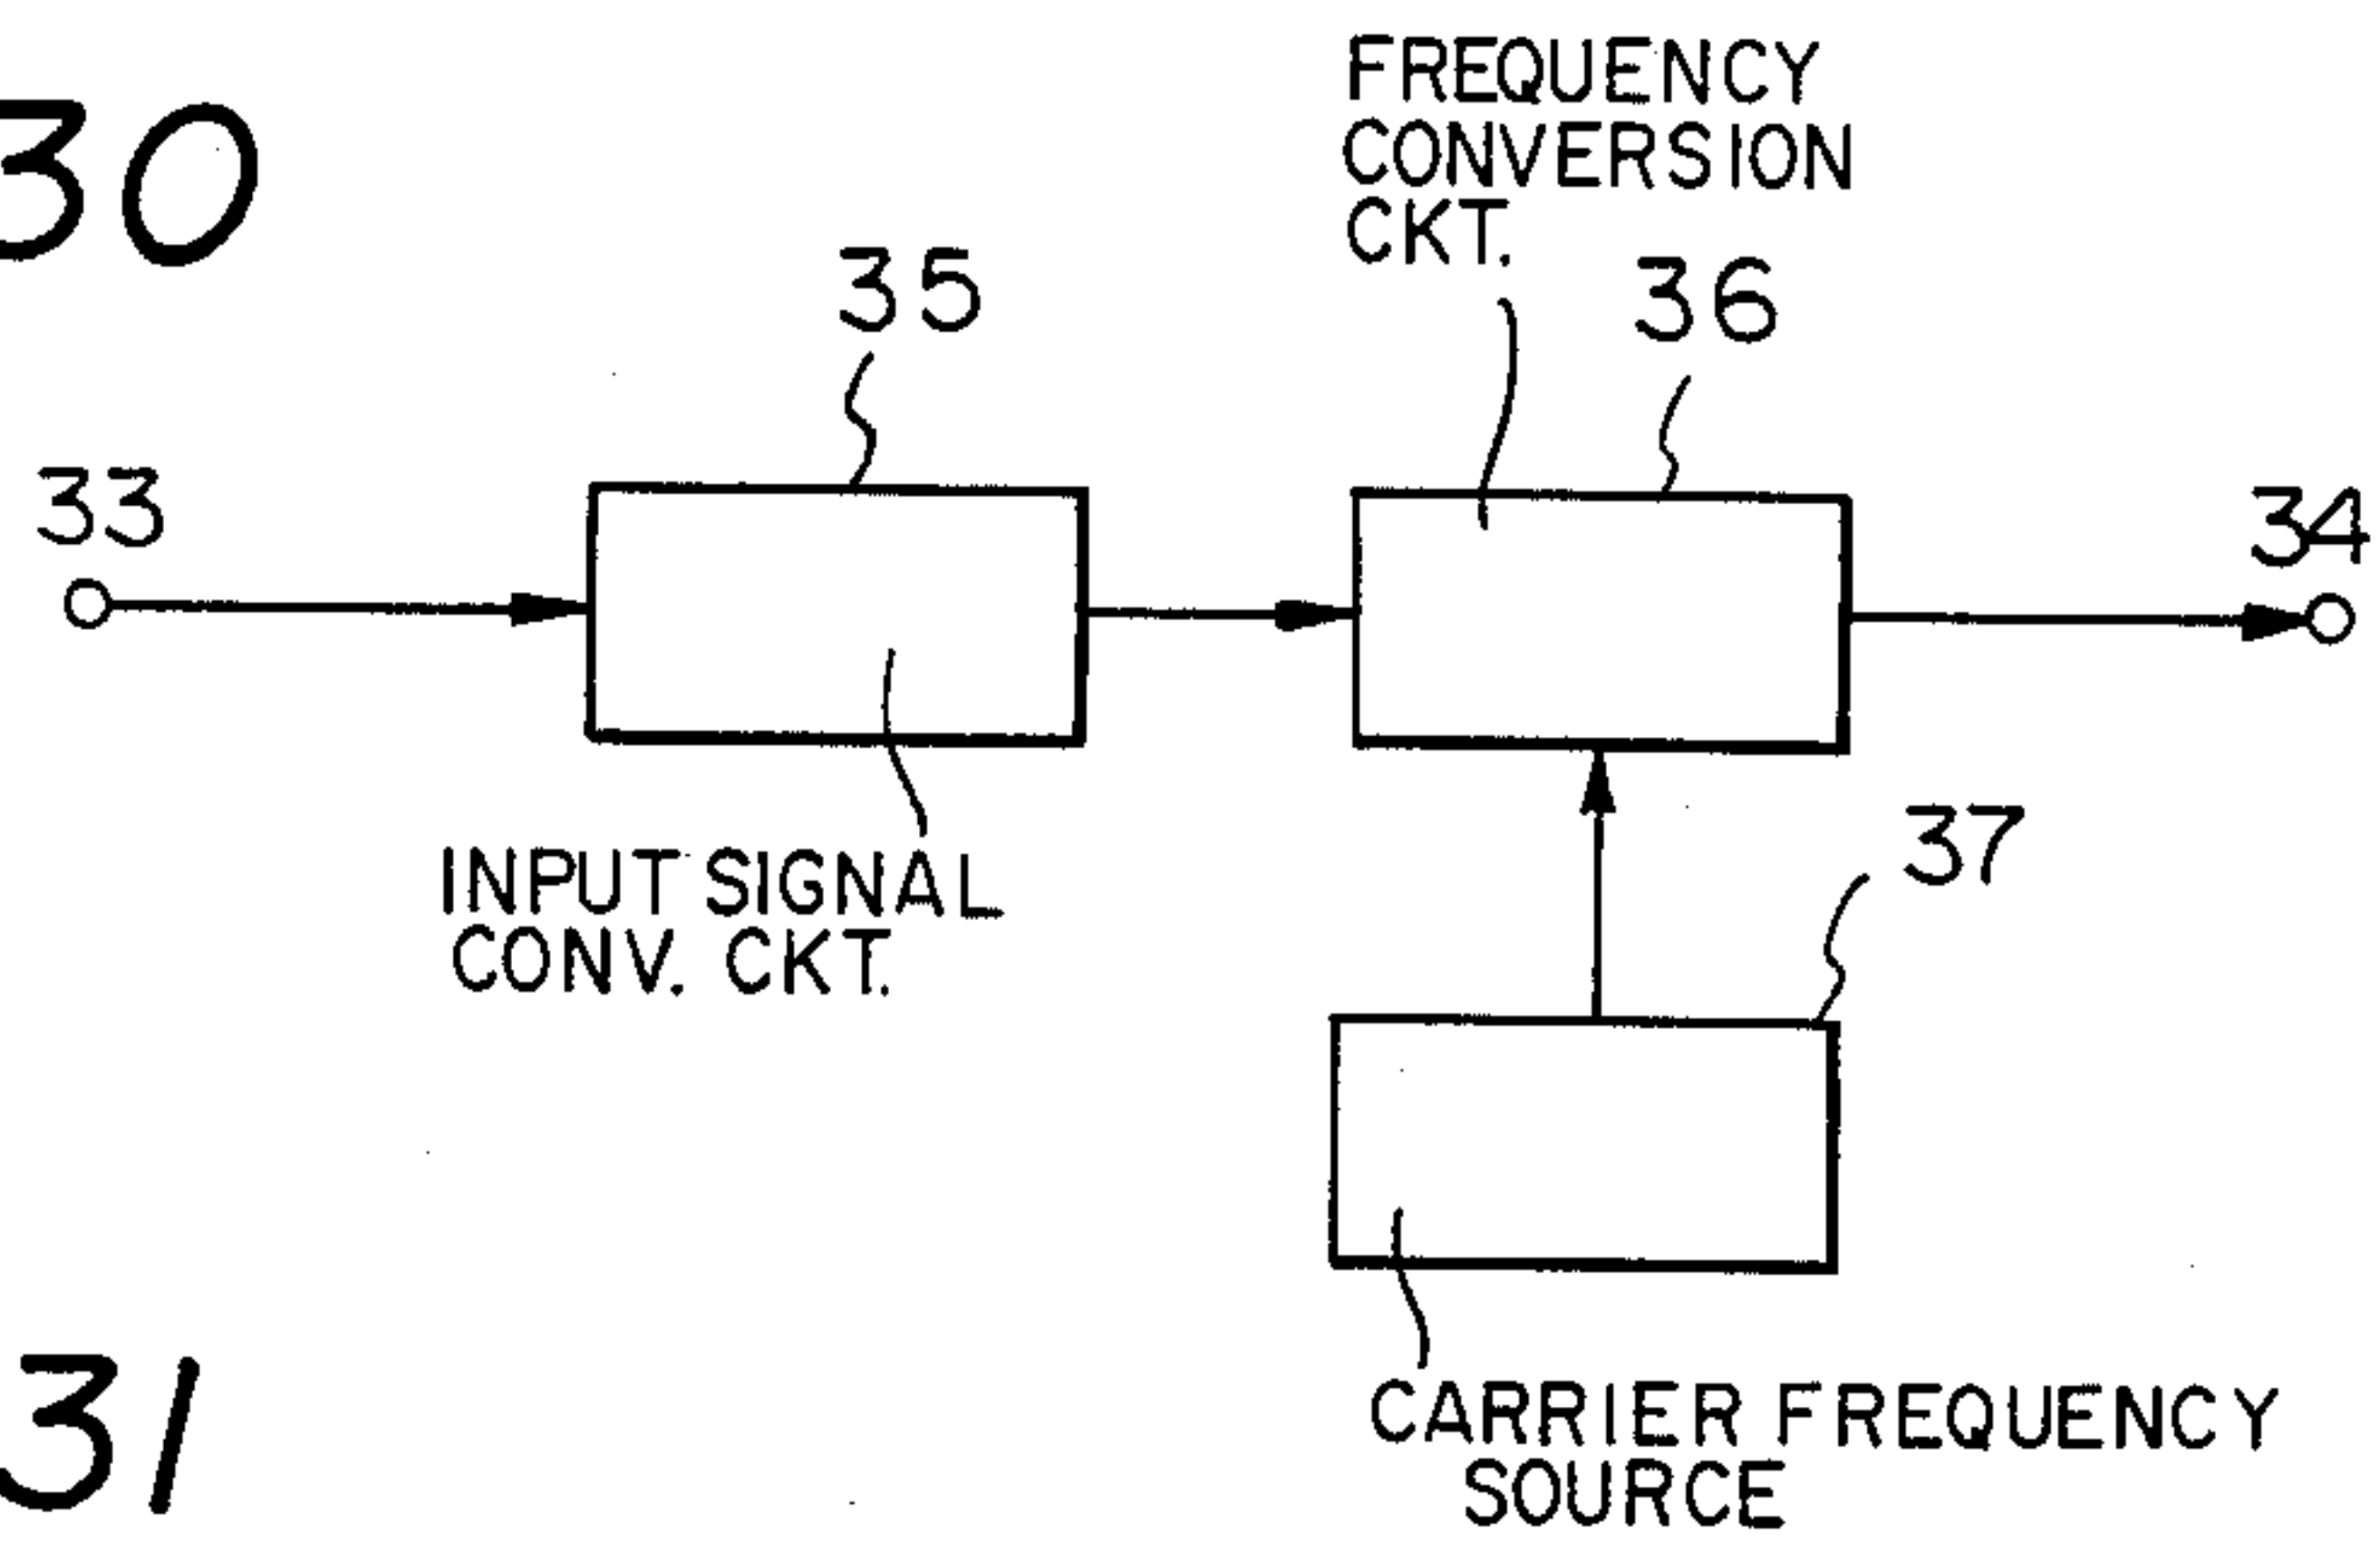 30
FREQUENCY
CONVERSION
CKT.
35
36
33
34
INPUT SIGNAL
CONV. CKT.
37
CARRIER FREQUENCY
SOURCE
31